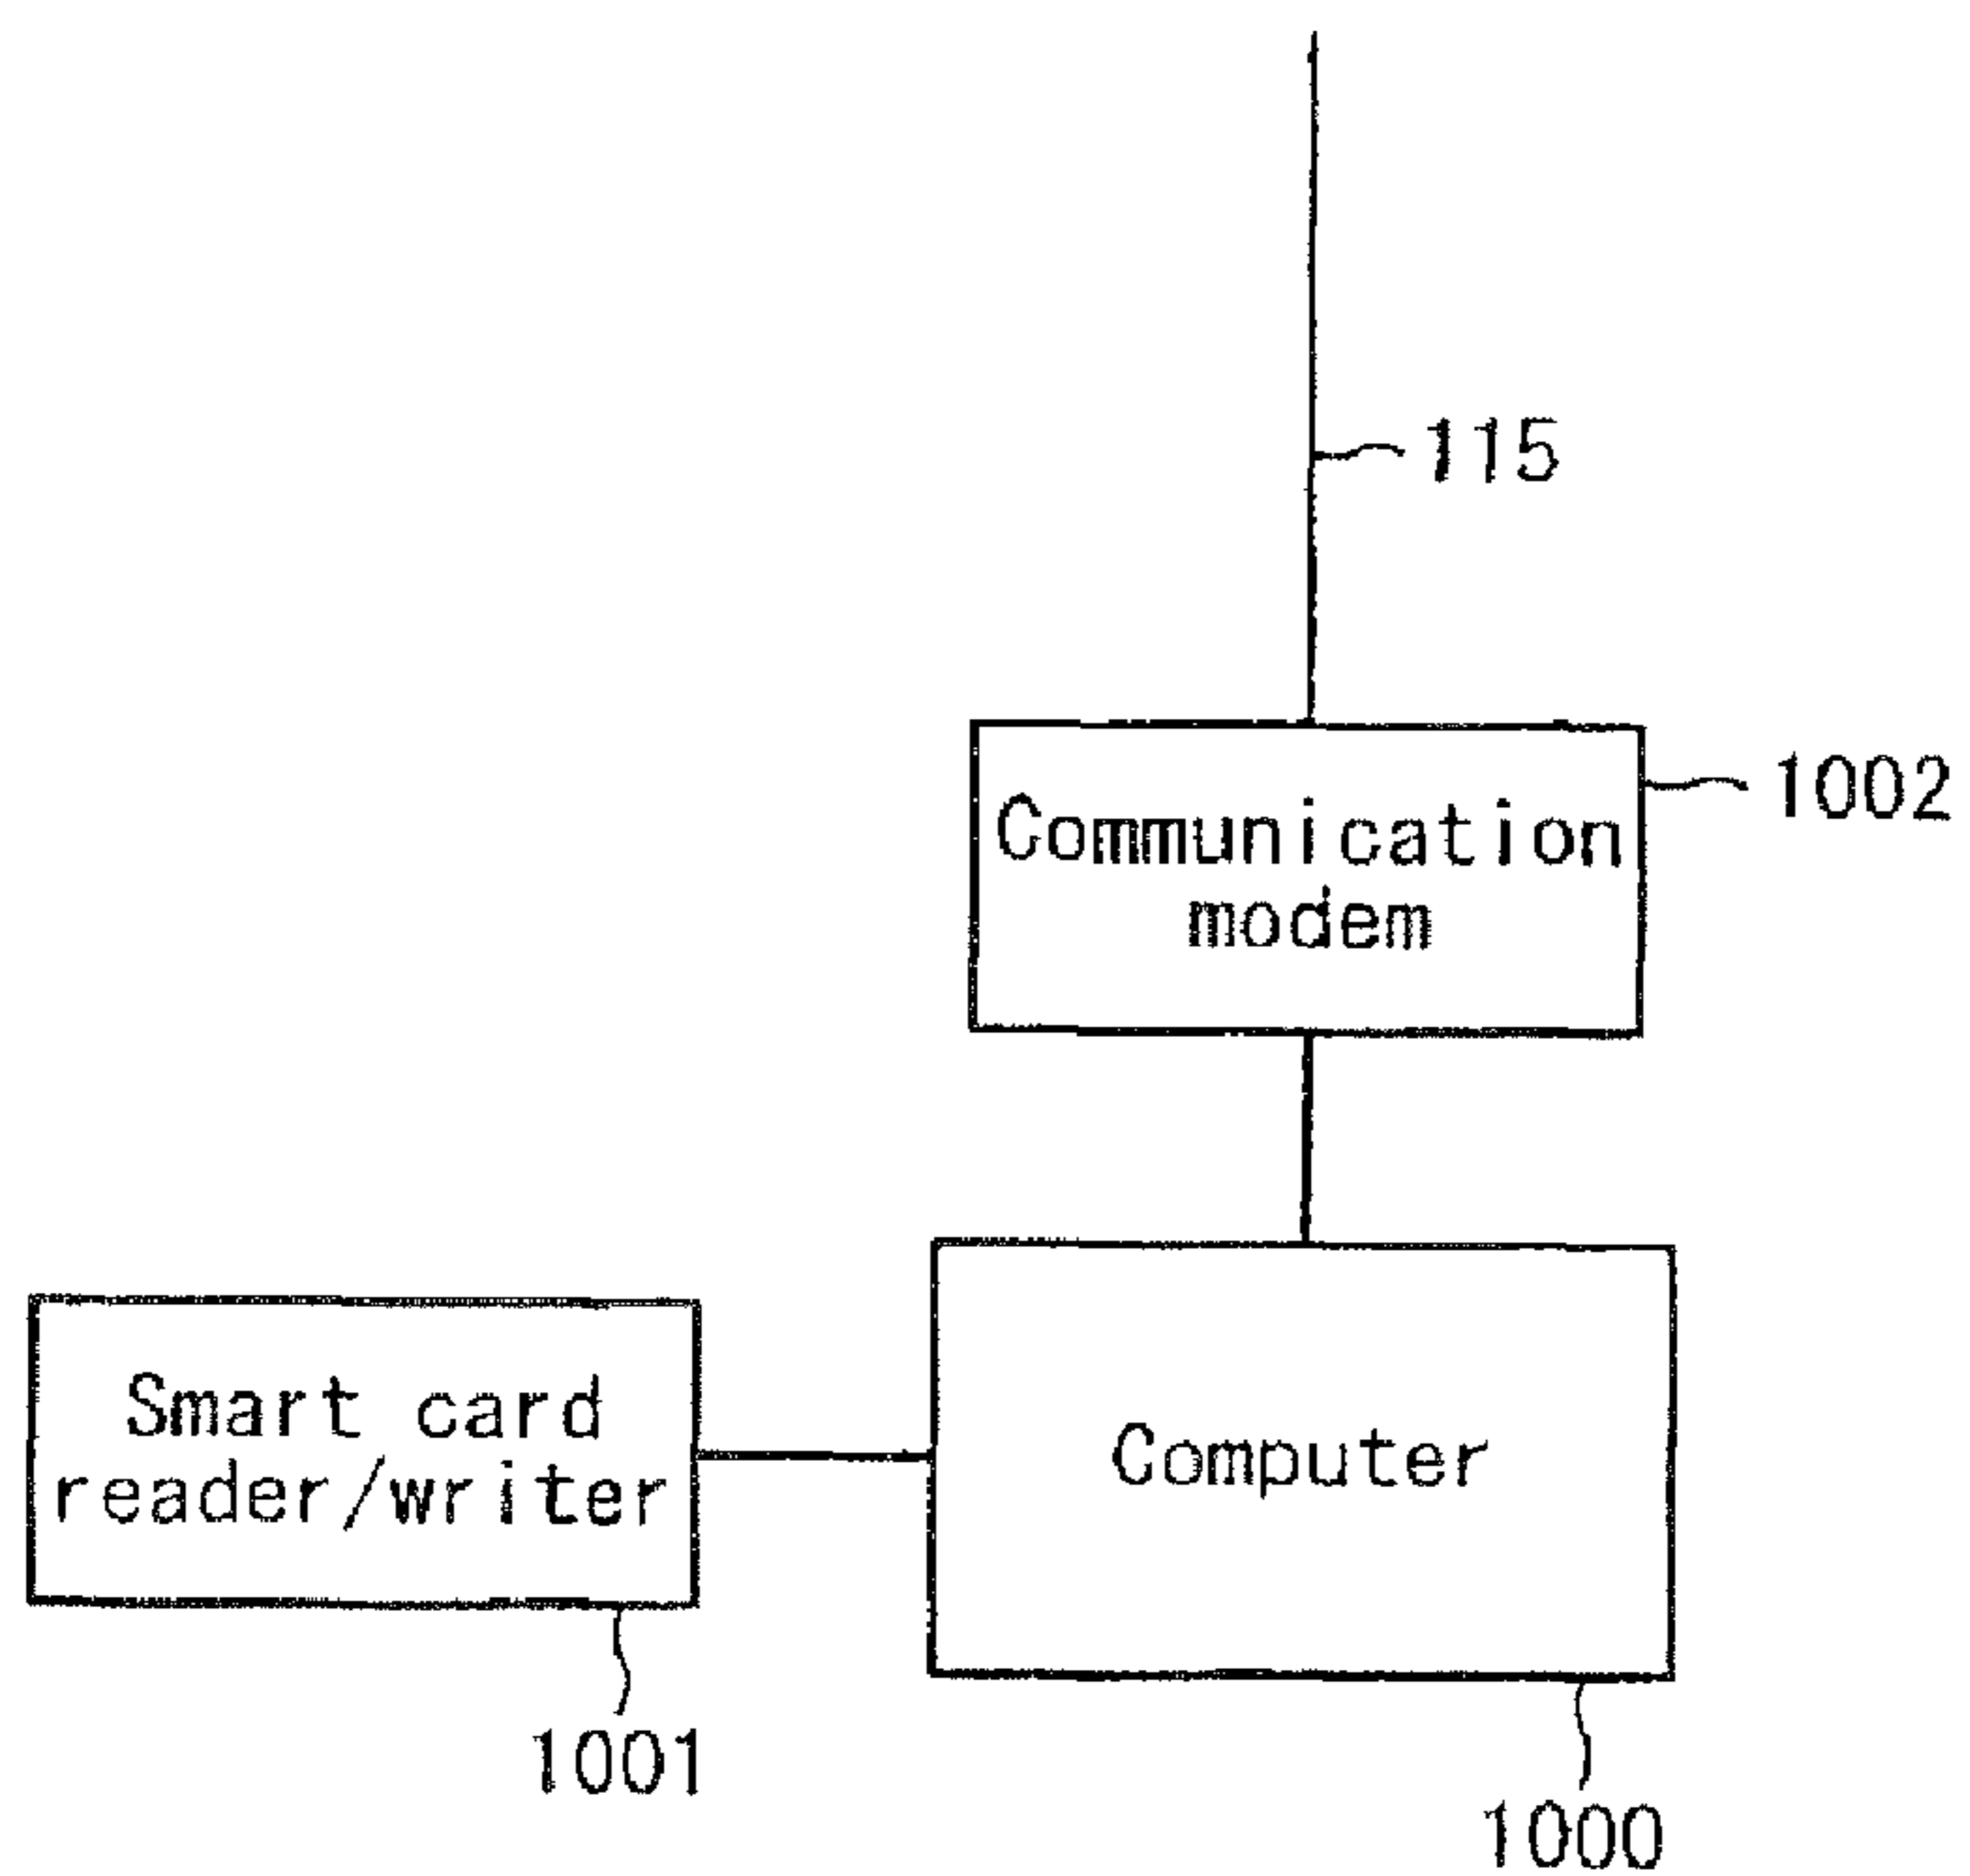 115
1002
Communication
modem
Smart card
reader/writer
Computer
1001
1000